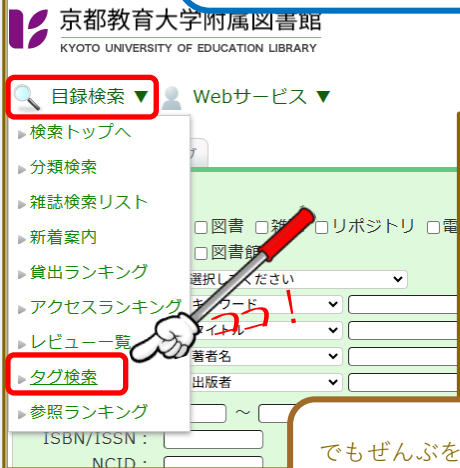 京都教育大学附属図書館
KYOTO UNIVERSITY OF EDUCATION LIBRARY
目録検索 ▼ Webサービス ▼
検索トップへ
分類検索
雑誌検索リスト
新着案内
貸出ランキング
アクセスランキング
レビュー一覧
タグ検索
参照ランキング
□図書 □雑 □リポジトリ □電
□図書館
選択してください
キーワード
タイトル
著者名
出版者
ココ!
~
ISBN/ISSN:
NCID:
でもぜんぶを